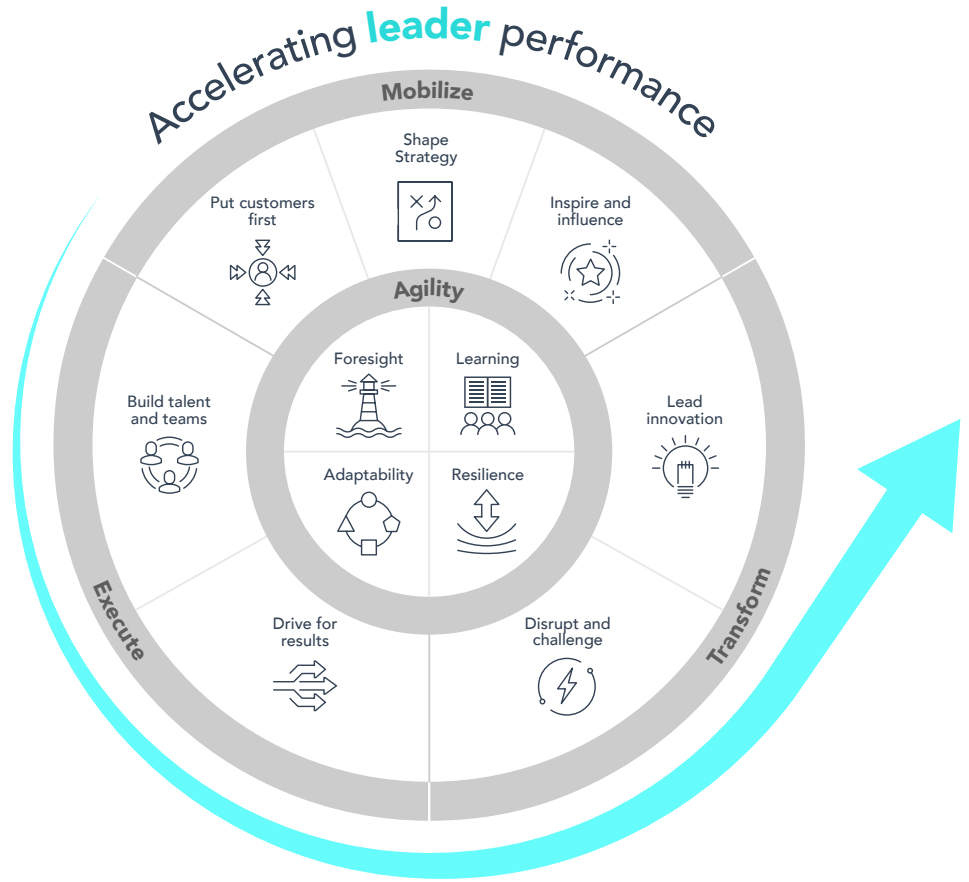 Accelerating leader performance
Mobilize
Shape
Strategy
Put customers
first
Inspire and
influence
Agility
Foresight
Learning
Build talent
and teams
Lead
innovation
Adaptability
Resilience
Execute
Transform
Drive for
results
Disrupt and
challenge